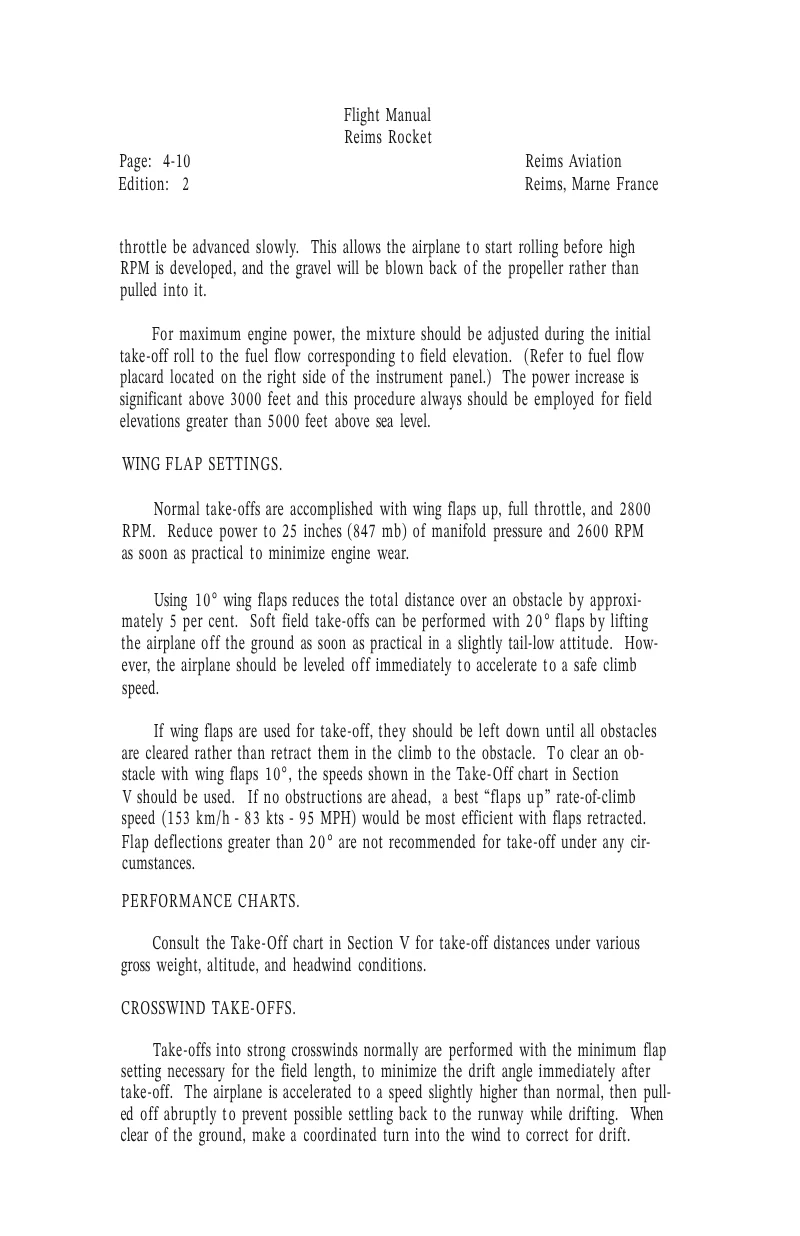 Flight Manual
Reims Rocket
Page: 4-10
Reims Aviation
Edition: 2
Reims, Marne France
throttle be advanced slowly. This allows the airplane to start rolling before high
RPM is developed, and the gravel will be blown back of the propeller rather than
pulled into it.
For maximum engine power, the mixture should be adjusted during the initial
take-off roll to the fuel flow corresponding to field elevation. (Refer to fuel flow
placard located on the right side of the instrument panel.) The power increase is
significant above 3000 feet and this procedure always should be employed for field
elevations greater than 5000 feet above sea level.
WING FLAP SETTINGS.
Normal take-offs are accomplished with wing flaps up, full throttle, and 2800
RPM. Reduce power to 25 inches (847 mb) of manifold pressure and 2600 RPM
as soon as practical to minimize engine wear.
Using 10° wing flaps reduces the total distance over an obstacle by approxi-
mately 5 per cent. Soft field take-offs can be performed with 20° flaps by lifting
the airplane off the ground as soon as practical in a slightly tail-low attitude. How-
ever, the airplane should be leveled off immediately to accelerate to a safe climb
speed.
If wing flaps are used for take-off, they should be left down until all obstacles
are cleared rather than retract them in the climb to the obstacle. To clear an ob-
stacle with wing flaps 10°, the speeds shown in the Take-Off chart in Section
V should be used. If no obstructions are ahead, a best “flaps up” rate-of-climb
speed (153 km/h - 83 kts - 95 MPH) would be most efficient with flaps retracted.
Flap deflections greater than 20° are not recommended for take-off under any cir-
cumstances.
PERFORMANCE CHARTS.
Consult the Take-Off chart in Section V for take-off distances under various
gross weight, altitude, and headwind conditions.
CROSSWIND TAKE-OFFS.
Take-offs into strong crosswinds normally are performed with the minimum flap
setting necessary for the field length, to minimize the drift angle immediately after
take-off. The airplane is accelerated to a speed slightly higher than normal, then pull-
ed off abruptly to prevent possible settling back to the runway while drifting. When
clear of the ground, make a coordinated turn into the wind to correct for drift.